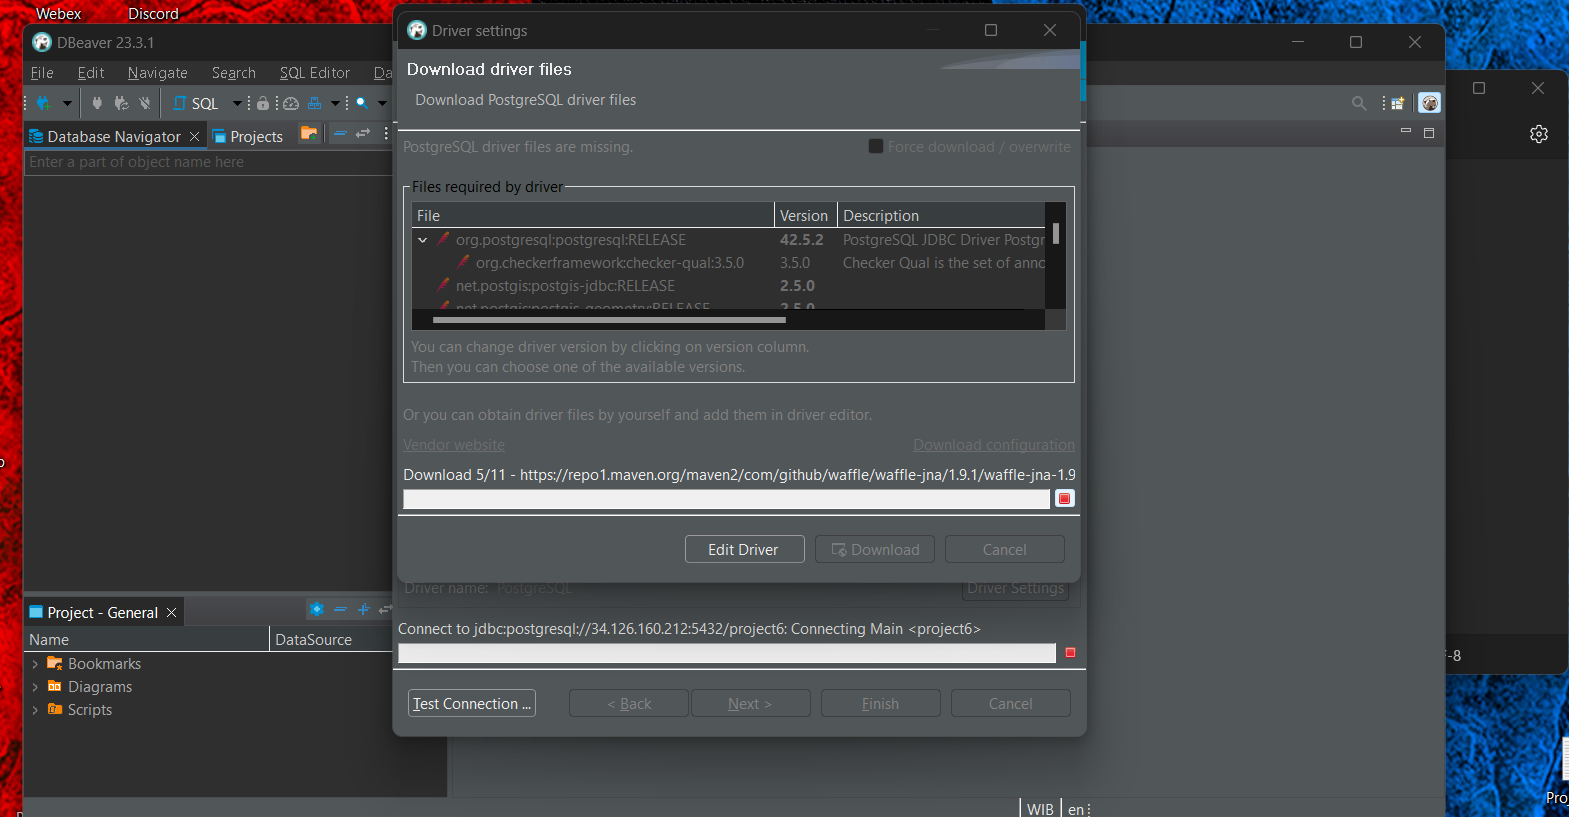 Webex
Discord
DBeaver 23.3.1
File Edit Navigate Search SQL Editor Da
SQL
Database Navigator
Projects
Enter a part of object name here
Project - General
Name DataSource
Bookmarks
Diagrams
Scripts
Driver settings
Download driver files
Download PostgreSQL driver files
PostgreSQL driver files are missing.
Force download / overwrite
Files required by driver
File Version Description
org.postgresql:postgresql:RELEASE 42.5.2 PostgreSQL JDBC Driver Postgr
org.checkerframework:checker-qual:3.5.0 3.5.0 Checker Qual is the set of anno
net.postgis:postgis-jdbc:RELEASE 2.5.0
net.postgis:postgis-geometry:RELEASE 2.5.0
You can change driver version by clicking on version column.
Then you can choose one of the available versions.
Or you can obtain driver files by yourself and add them in driver editor.
Vendor website
Download configuration
Download 5/11 - https://repo1.maven.org/maven2/com/github/waffle/waffle-jna/1.9.1/waffle-jna-1.9
Edit Driver
Download
Cancel
Driver name: PostgreSQL
Driver Settings
Connect to jdbc:postgresql://34.126.160.212:5432/project6: Connecting Main <project6>
Test Connection ...
< Back
Next >
Finish
Cancel
WIB
en
-8
Pro